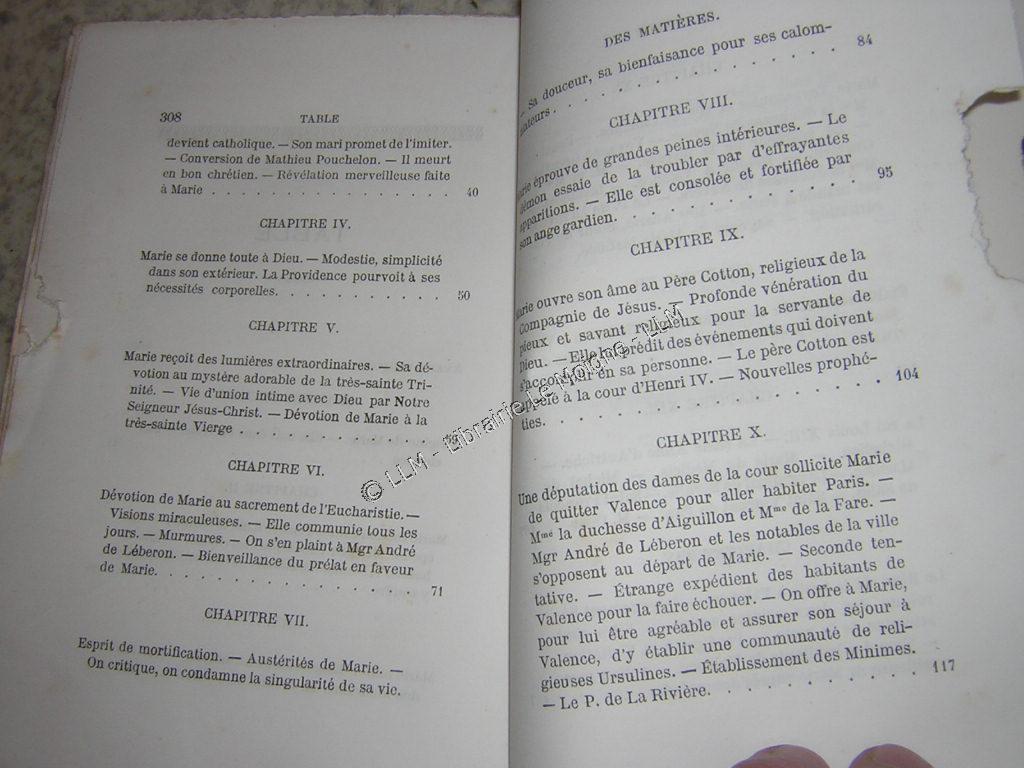 308 TABLE
devient catholique. — Son mari promet de l'imiter.
— Conversion de Mathieu Pouchelon. — Il meurt
en bon chrétien. — Révélation merveilleuse faite
à Marie . . . . . . . . . . . . . . . . 40
CHAPITRE IV.
Marie se donne toute à Dieu. — Modestie, simplicité
dans son extérieur. La Providence pourvoit à ses
nécessités corporelles. . . . . . . . . . . 50
CHAPITRE V.
Marie reçoit des lumières extraordinaires. — Sa dé-
votion au mystère adorable de la très-sainte Tri-
nité. — Vie d'union intime avec Dieu par Notre
Seigneur Jésus-Christ. — Dévotion de Marie à la
très-sainte Vierge . . . . . . . . . . . .
CHAPITRE VI.
Dévotion de Marie au sacrement de l'Eucharistie. —
Visions miraculeuses. — Elle communie tous les
jours. — Murmures. — On s'en plaint à Mgr André
de Léberon. — Bienveillance du prélat en faveur
de Marie. . . . . . . . . . . . . . . 71
CHAPITRE VII.
Esprit de mortification. — Austérités de Marie. —
On critique, on condamne la singularité de sa vie.
DES MATIÈRES.
— Sa douceur, sa bienfaisance pour ses calom-
niateurs . . . . . . . . . . . . . . . 84
CHAPITRE VIII.
Marie éprouve de grandes peines intérieures. — Le
démon essaie de la troubler par d'effrayantes
apparitions. — Elle est consolée et fortifiée par
son ange gardien. . . . . . . . . . . . . 95
CHAPITRE IX.
Marie ouvre son âme au Père Cotton, religieux de la
Compagnie de Jésus. — Profonde vénération du
pieux et savant religieux pour la servante de
Dieu. — Elle lui prédit des événements qui doivent
s'accomplir en sa personne. — Le père Cotton est
appelé à la cour d'Henri IV. — Nouvelles prophé-
ties. . . . . . . . . . . . . . . . . 104
CHAPITRE X.
Une députation des dames de la cour sollicite Marie
de quitter Valence pour aller habiter Paris. —
Mme la duchesse d'Aiguillon et Mme de la Fare. —
Mgr André de Léberon et les notables de la ville
s'opposent au départ de Marie. — Seconde ten-
tative. — Étrange expédient des habitants de
Valence pour la faire échouer. — On offre à Marie,
pour lui être agréable et assurer son séjour à
Valence, d'y établir une communauté de reli-
gieuses Ursulines. — Établissement des Minimes.
— Le P. de La Rivière. . . . . . . . . . . 117
© LLM - Librairie Le Moigne - LLM